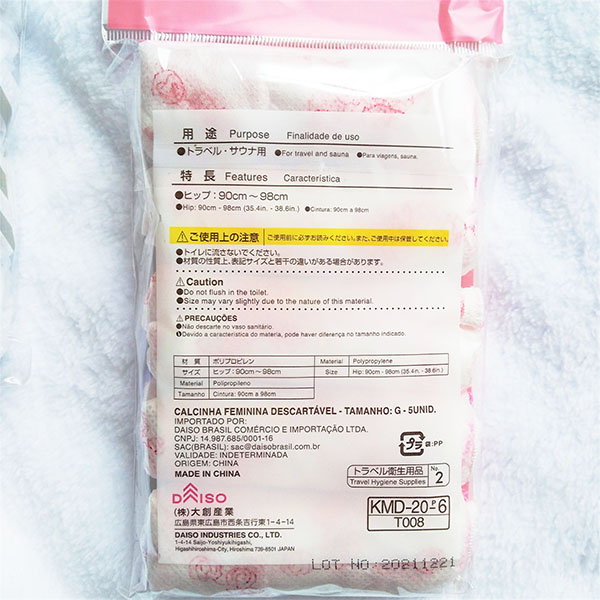 用途 Purpose Finalidade de uso
●トラベル・サウナ用 ●For travel and sauna ●Para viagens, sauna.
特長 Features Característica
●ヒップ:90cm～98cm
●Hip: 90cm - 98cm (35.4in. - 38.6in.) ●Cintura: 90cm a 98cm
⚠ご使用上の注意 ご使用前に必ずお読みください。また、ご使用中は保管してください。
●トイレに流さないでください。
●材質の性質上、表記サイズと若干の違いがある場合があります。
⚠Caution
●Do not flush in the toilet.
●Size may vary slightly due to the nature of this material.
⚠PRECAUÇÕES
●Não descarte no vaso sanitário.
●Devido a característica do materia, pode haver diferença no tamanho indicado.
材質 ポリプロピレン Material Polypropylene
サイズ ヒップ:90cm～98cm Size Hip: 90cm - 98cm (35.4in. - 38.6in.)
Material Polipropileno
Tamanho Cintura: 90cm a 98cm
CALCINHA FEMININA DESCARTÁVEL - TAMANHO: G - 5UNID.
IMPORTADO POR:
DAISO BRASIL COMÉRCIO E IMPORTAÇÃO LTDA.
CNPJ: 14.987.685/0001-16
SAC(BRASIL): sac@daisobrasil.com.br
VALIDADE: INDETERMINADA
ORIGEM: CHINA
MADE IN CHINA
プラ 袋:PP
トラベル衛生用品 No.
Travel Hygiene Supplies 2
DAISO
(株)大創産業
広島県東広島市西条吉行東1-4-14
KMD-20-P6
T008
DAISO INDUSTRIES CO., LTD.
1-4-14 Saijo-Yoshiyukihigashi,
Higashihiroshima-City, Hiroshima 739-8501 JAPAN
LOT NO:20211221